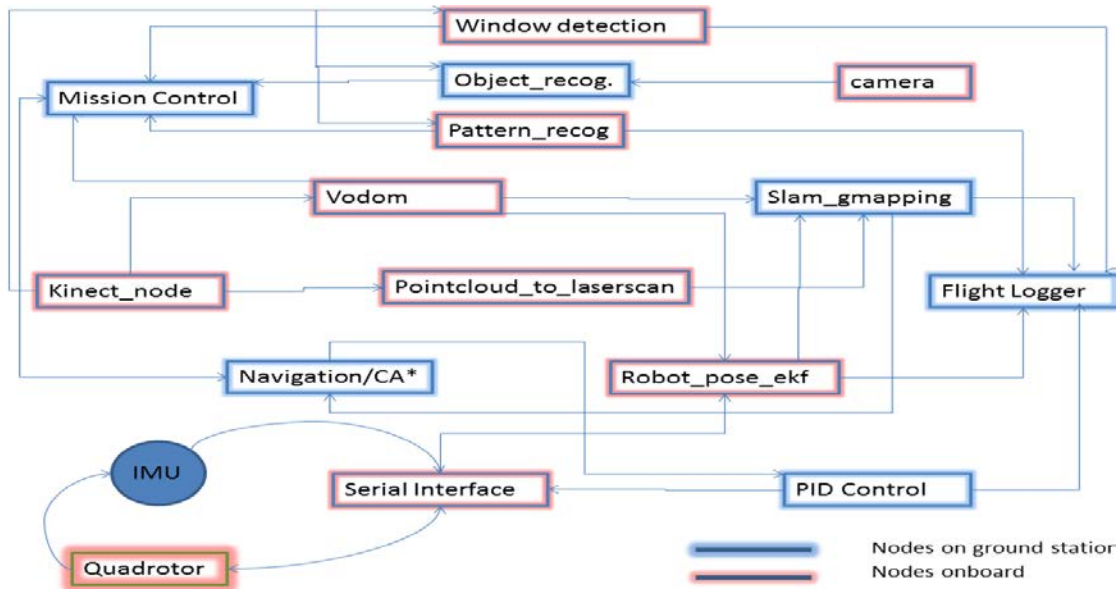 Window detection
Object_recog.
camera
Mission Control
Pattern_recog
Vodom
Slam_gmapping
Kinect_node
Pointcloud_to_laserscan
Flight Logger
Navigation/CA*
Robot_pose_ekf
IMU
Serial Interface
PID Control
Quadrotor
Nodes on ground station
Nodes onboard